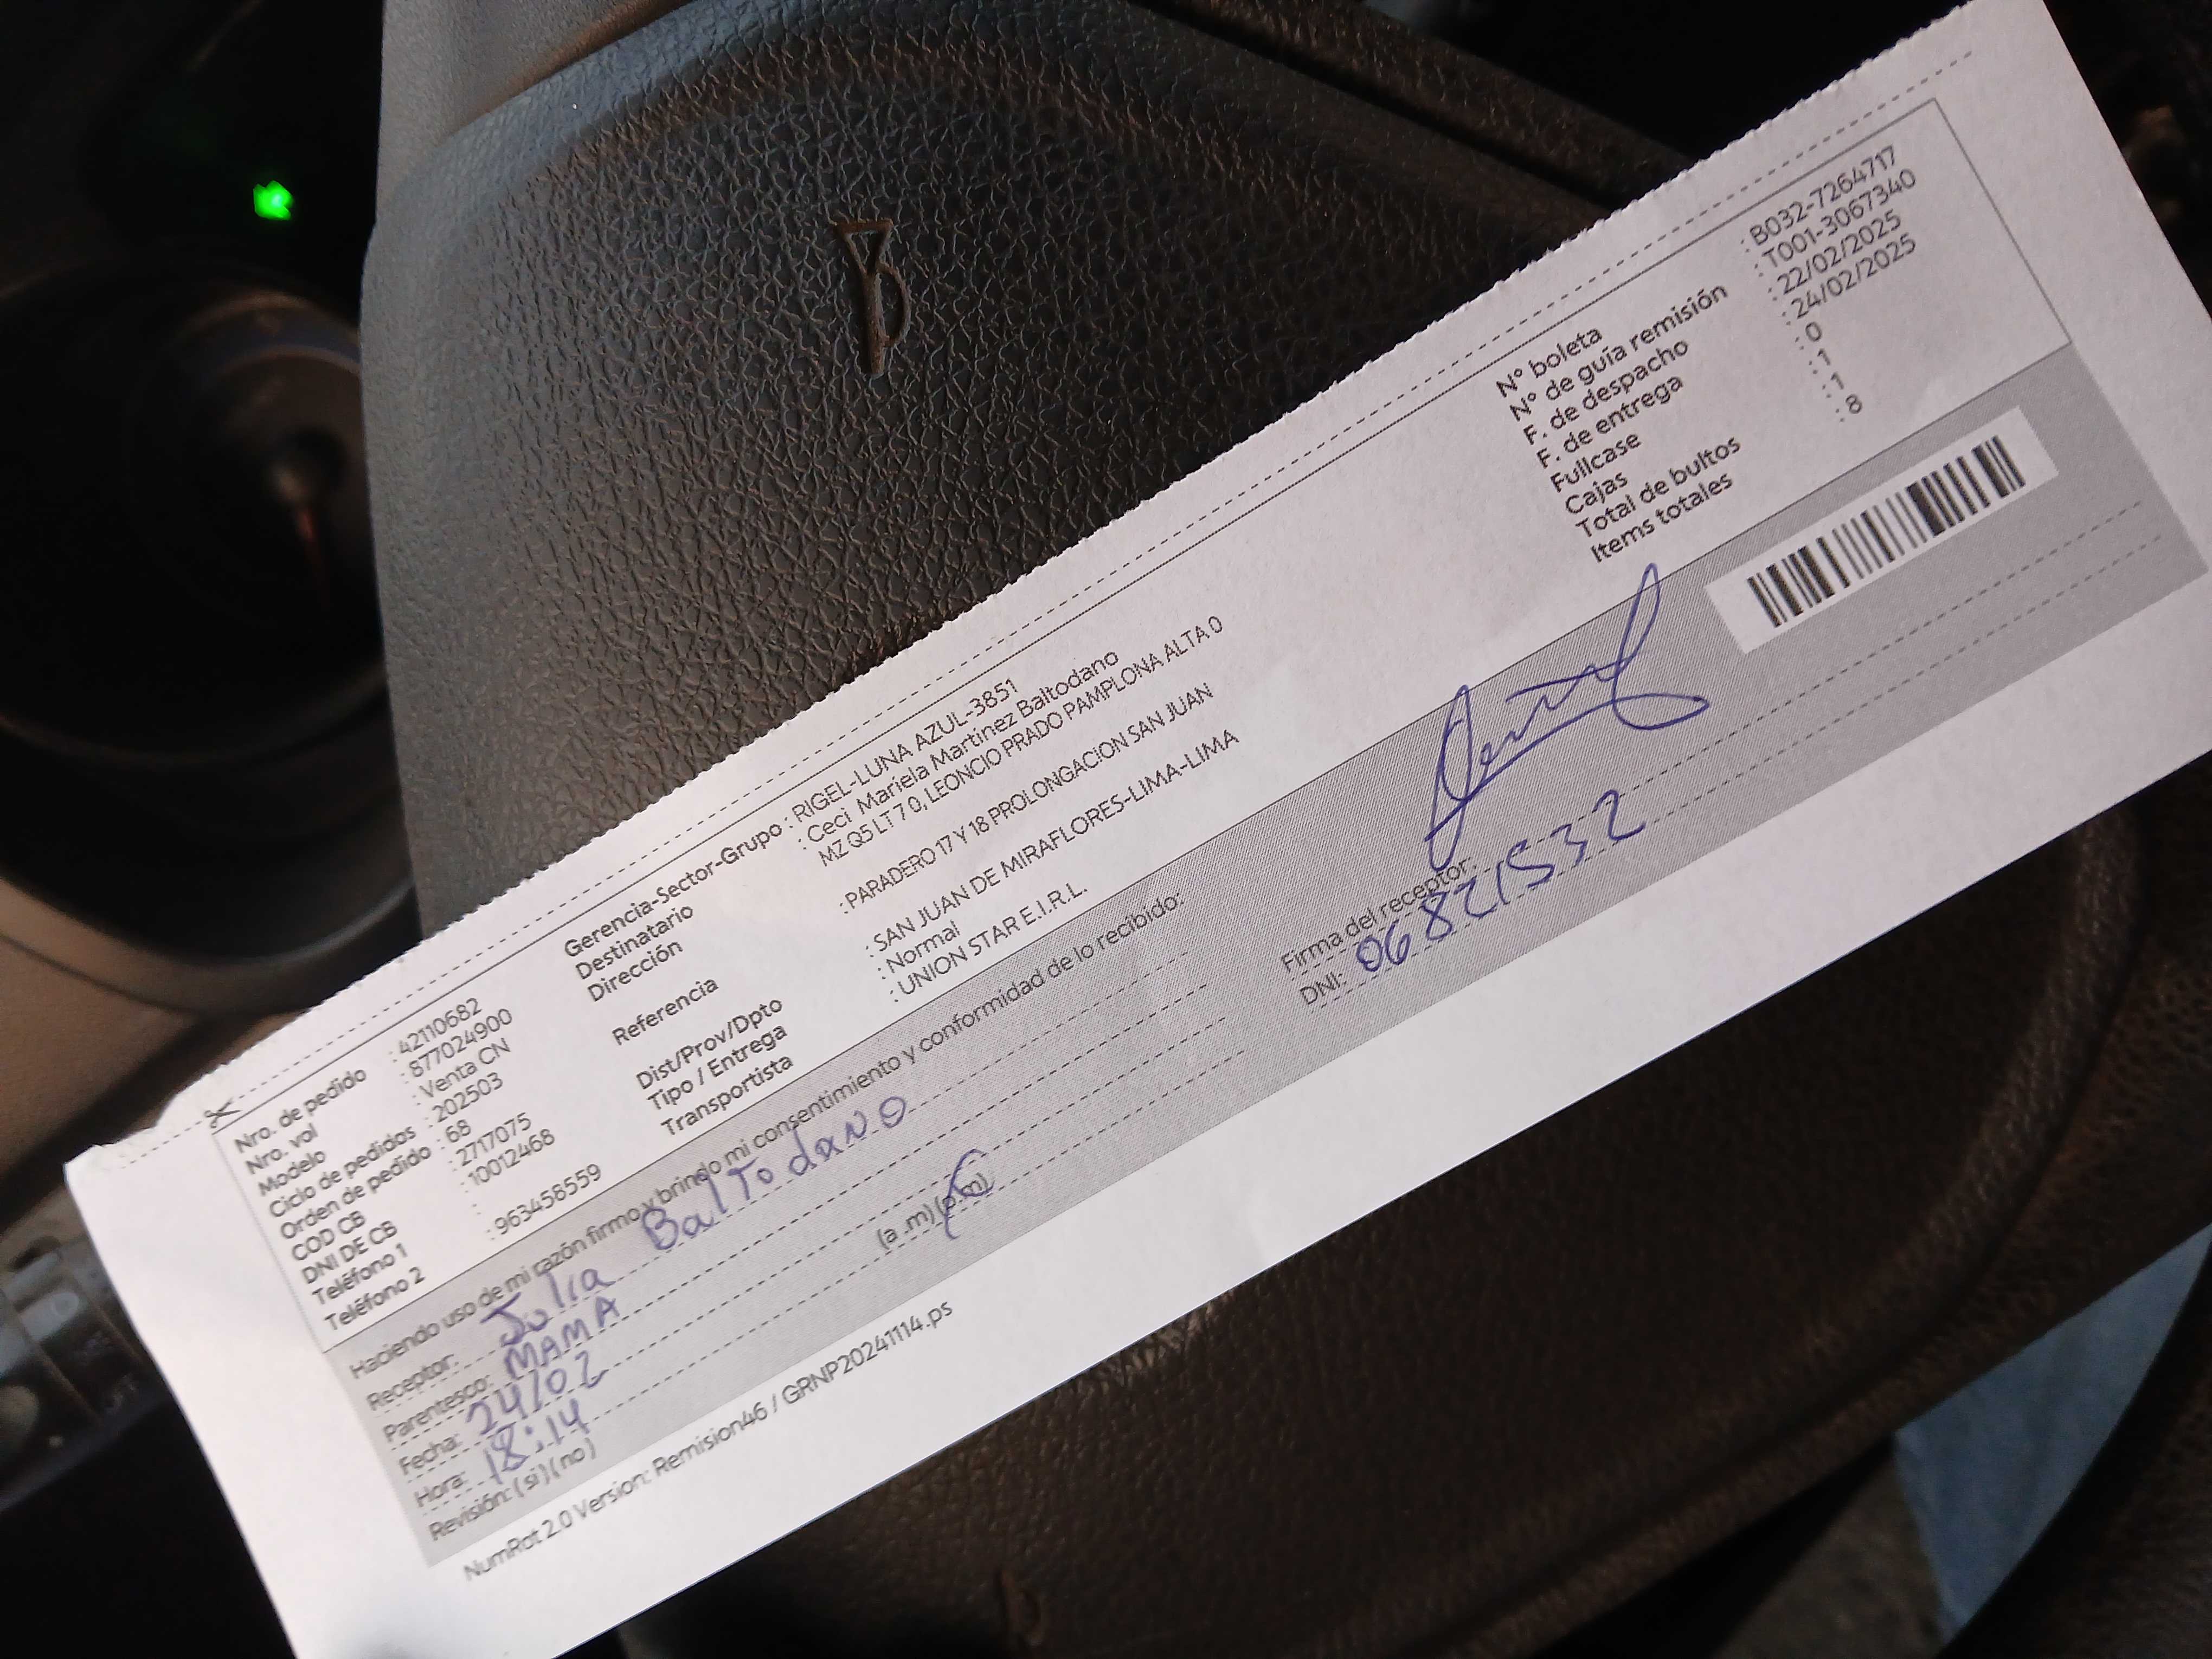 Nro. de pedido : 42110682
Nro. vol : 877024900
Modelo : Venta CN
Ciclo de pedidos : 202503
Orden de pedido : 68
COD CB : 2717075
DNI DE CB : 10012468
Teléfono 1 :
Teléfono 2 : 963458559
Gerencia-Sector-Grupo : RIGEL-LUNA AZUL-3851
Destinatario : Ceci Mariela Martinez Baltodano
Dirección MZ Q5 LT 7 0, LEONCIO PRADO PAMPLONA ALTA 0
Referencia : PARADERO 17 Y 18 PROLONGACION SAN JUAN
Dist/Prov/Dpto : SAN JUAN DE MIRAFLORES-LIMA-LIMA
Tipo / Entrega : Normal
Transportista : UNION STAR E.I.R.L.
N° boleta : B032-7264717
N° de guía remisión : T001-3067340
F. de despacho : 22/02/2025
F. de entrega : 24/02/2025
Fullcase : 0
Cajas : 1
Total de bultos : 1
Items totales : 8
Haciendo uso de mi razón firmo y brindo mi consentimiento y conformidad de lo recibido:
Receptor: Julia BalTodaNO
Parentesco: MAMA
Fecha: 24/02
Hora: 18:14 (a .m) (p.m)
Revisión: (si) (no)
Firma del receptor:
DNI: 06821532
NumRot 2.0 Version: Remision46 / GRNP20241114.ps